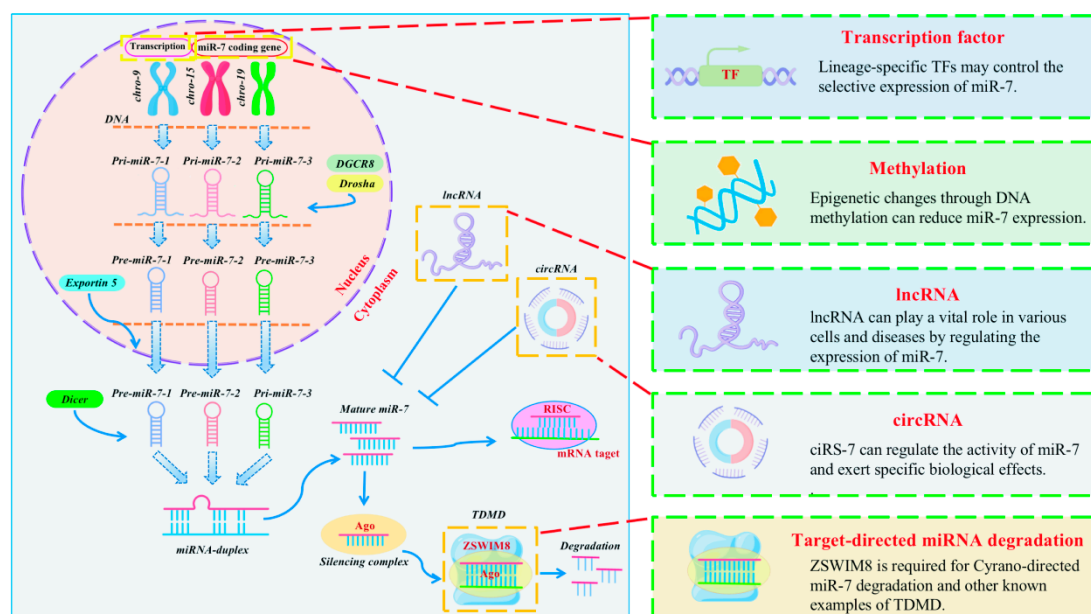 Transcription
miR-7 coding gene
chro-9
chro-15
chro-19
DNA
Pri-miR-7-1
Pri-miR-7-2
Pri-miR-7-3
DGCR8
Drosha
Pre-miR-7-1
Pre-miR-7-2
Pre-miR-7-3
Exportin 5
Nucleus
Cytoplasm
lncRNA
circRNA
Dicer
Pre-miR-7-1
Pre-miR-7-2
Pri-miR-7-3
Mature miR-7
RISC
mRNA taget
miRNA-duplex
Ago
Silencing complex
TDMD
ZSWIM8
Ago
Degradation
Transcription factor
TF
Lineage-specific TFs may control the
selective expression of miR-7.
Methylation
Epigenetic changes through DNA
methylation can reduce miR-7 expression.
lncRNA
lncRNA can play a vital role in various
cells and diseases by regulating the
expression of miR-7.
circRNA
ciRS-7 can regulate the activity of miR-7
and exert specific biological effects.
.
Target-directed miRNA degradation
ZSWIM8 is required for Cyrano-directed
miR-7 degradation and other known
examples of TDMD.